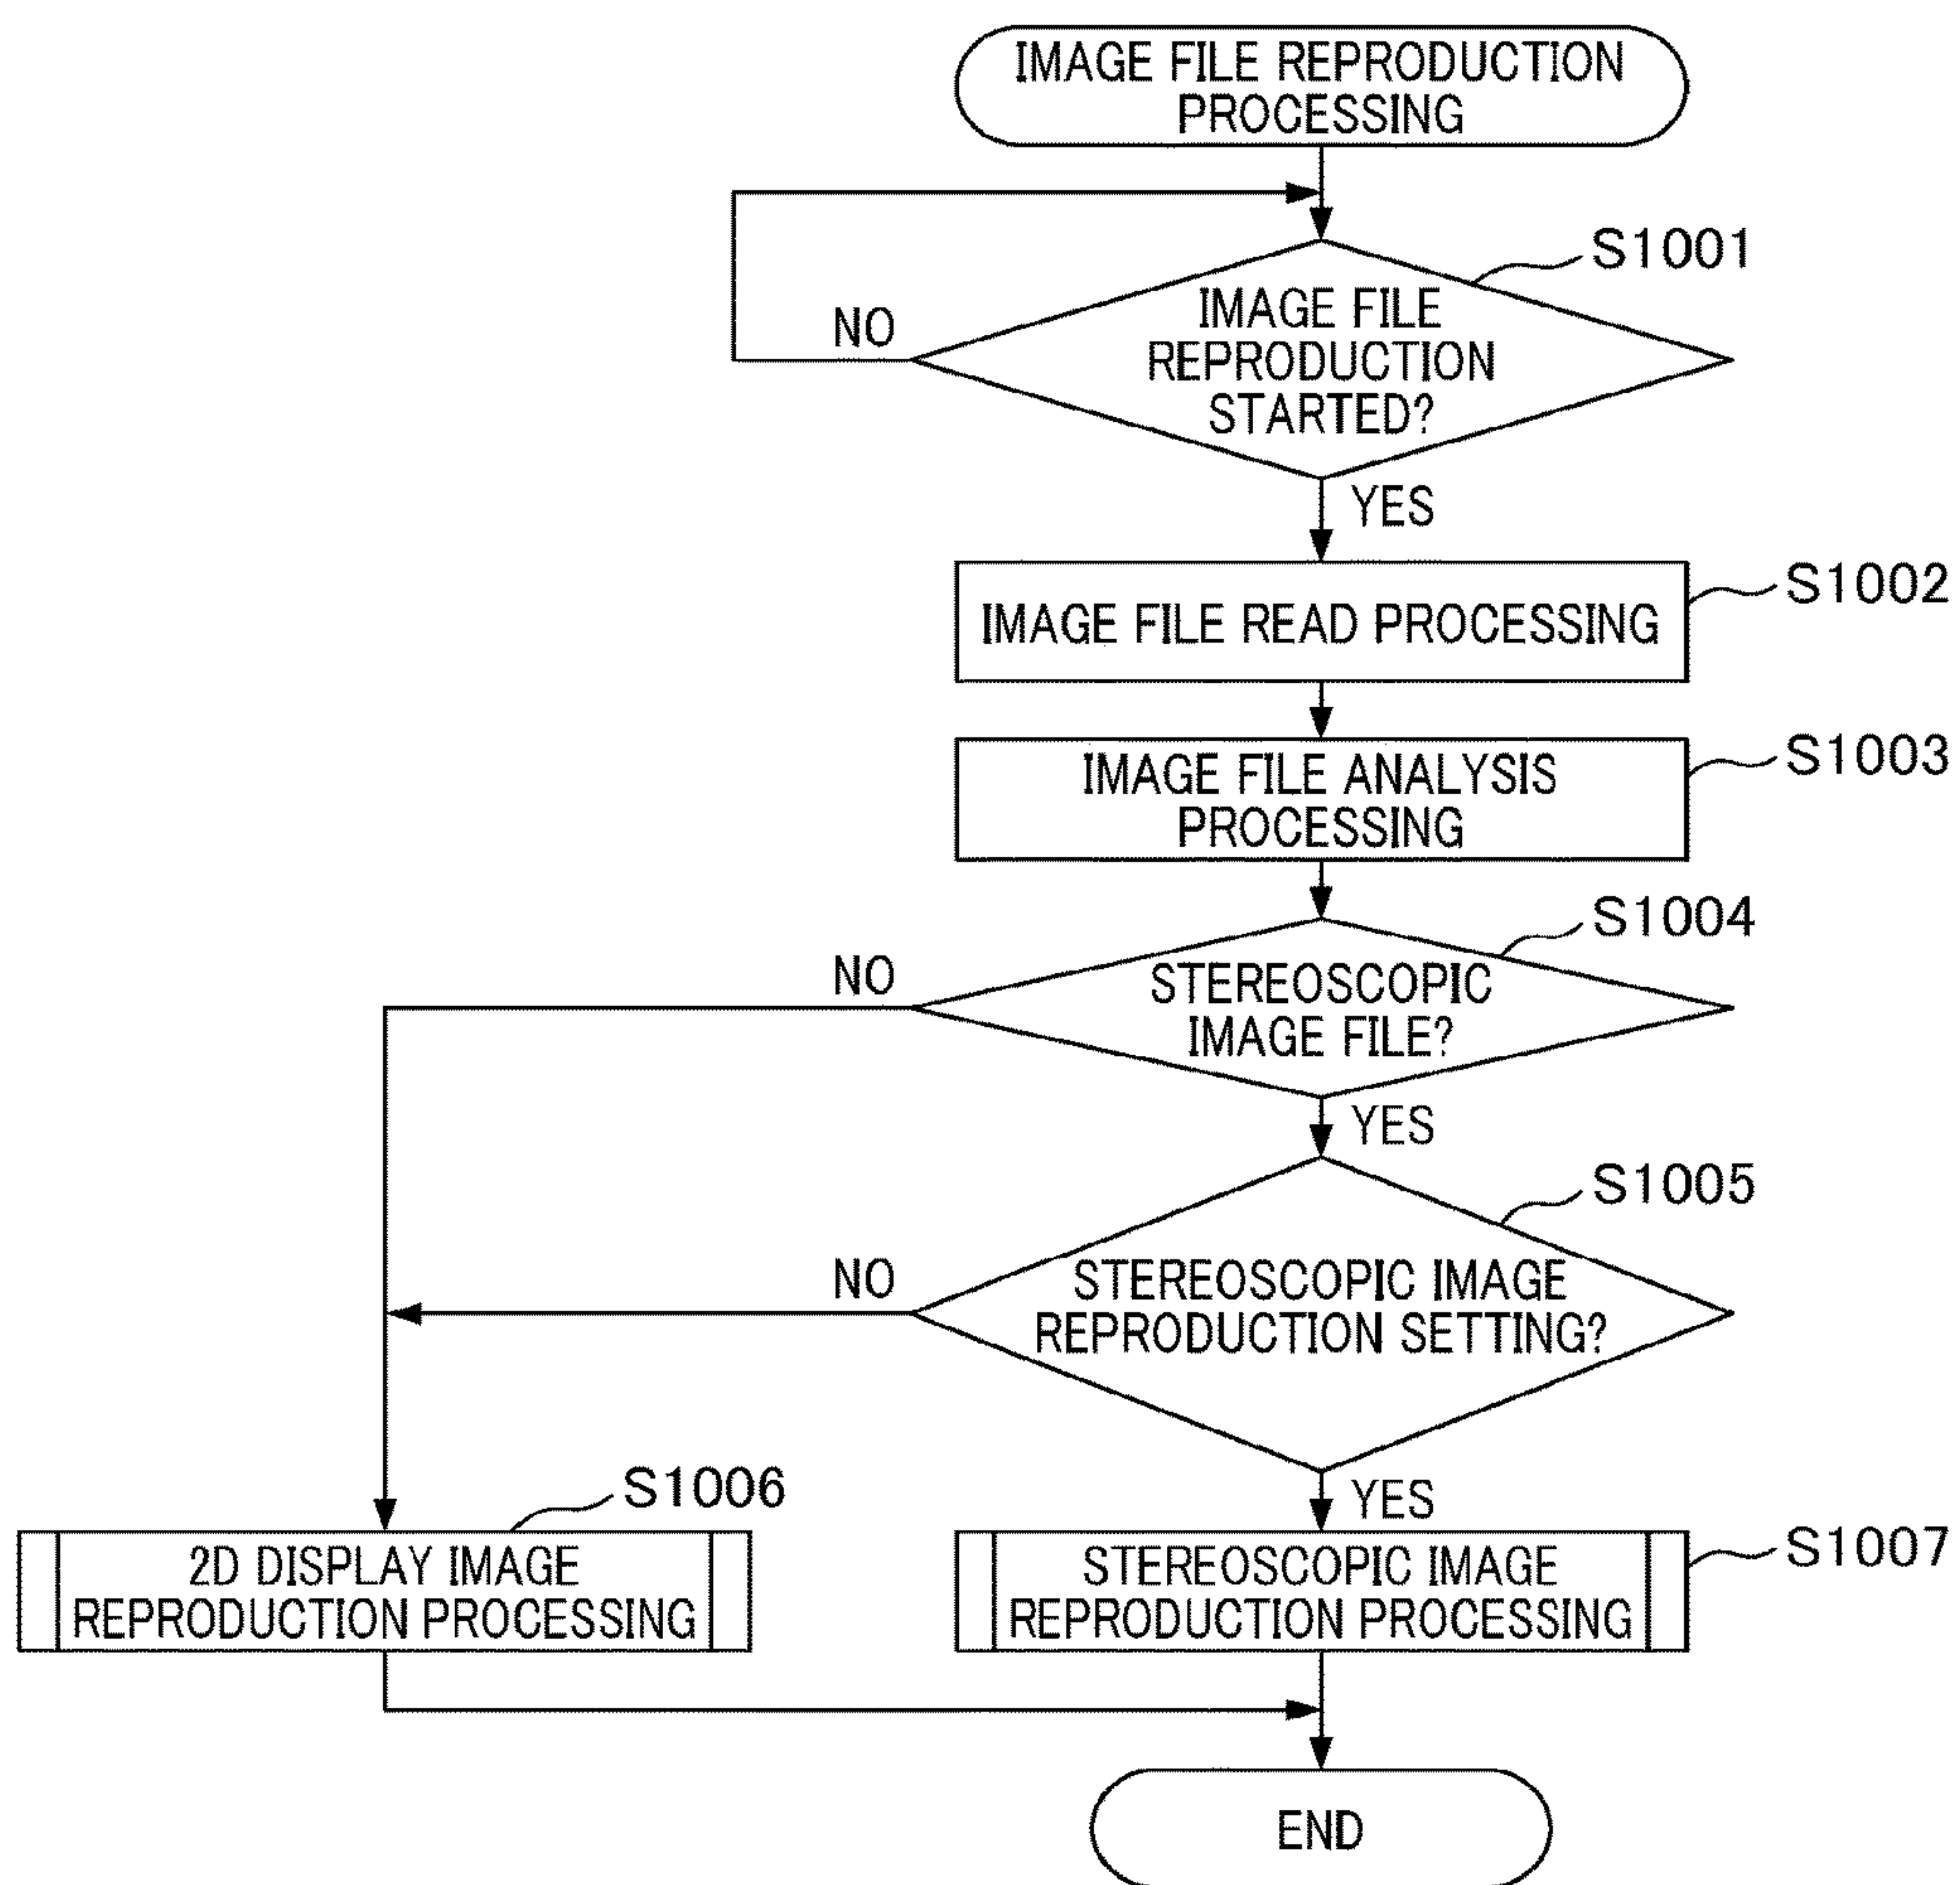 IMAGE FILE REPRODUCTION
PROCESSING
S1001
IMAGE FILE
REPRODUCTION
STARTED?
NO
YES
S1002
IMAGE FILE READ PROCESSING
S1003
IMAGE FILE ANALYSIS
PROCESSING
S1004
STEREOSCOPIC
IMAGE FILE?
NO
YES
S1005
STEREOSCOPIC IMAGE
REPRODUCTION SETTING?
NO
YES
S1006
2D DISPLAY IMAGE
REPRODUCTION PROCESSING
S1007
STEREOSCOPIC IMAGE
REPRODUCTION PROCESSING
END